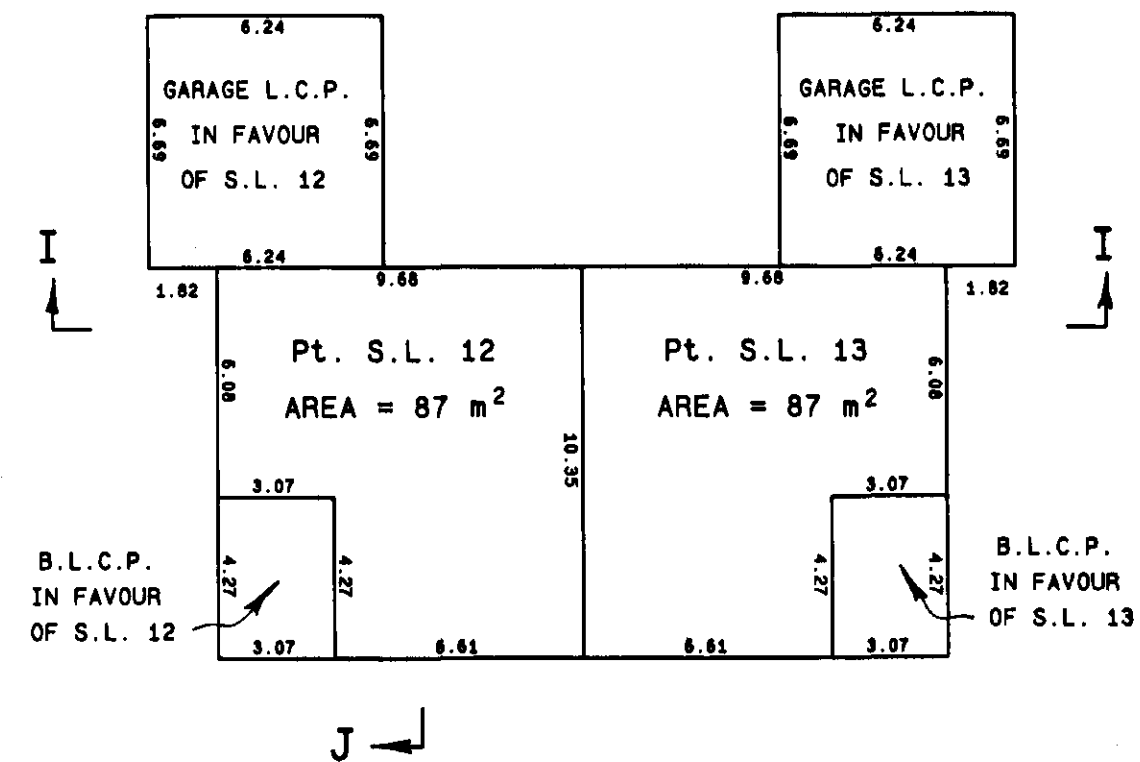 6.24
GARAGE L.C.P.
IN FAVOUR
OF S.L. 12
6.69
6.69
6.24
6.24
GARAGE L.C.P.
IN FAVOUR
OF S.L. 13
6.69
6.69
6.24
I
I
1.82
9.68
9.68
1.82
Pt. S.L. 12
AREA = 87 m²
6.08
10.35
Pt. S.L. 13
AREA = 87 m²
6.08
3.07
3.07
B.L.C.P.
IN FAVOUR
OF S.L. 12
4.27
4.27
4.27
4.27
B.L.C.P.
IN FAVOUR
OF S.L. 13
3.07
6.61
6.61
3.07
J